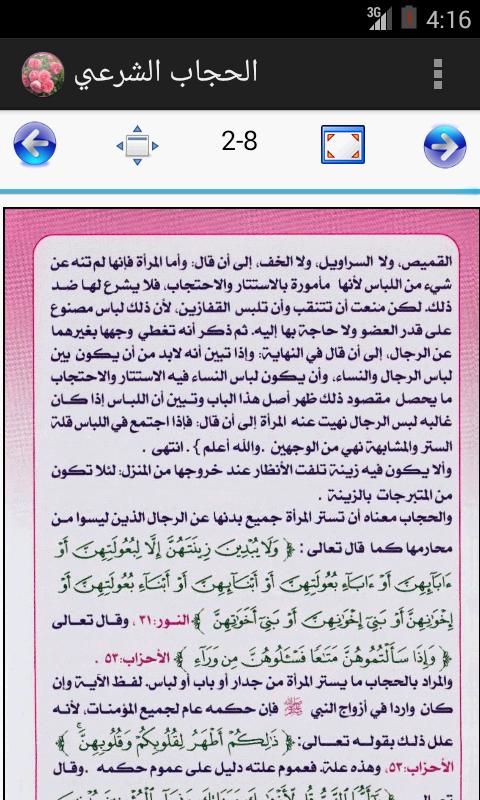 3G 4:16
الحجاب الشرعي
2-8
القميص، ولا السراويل، ولا الخف، إلى أن قال: وأما المرأة فإنها لم تنه عن
شيء من اللباس لأنها مأمورة بالاستتار والاحتجاب، فلا يشرع لها ضد
ذلك. لكن منعت أن تنتقب وأن تلبس القفازين، لأن ذلك لباس مصنوع
على قدر العضو ولا حاجة بها إليه. ثم ذكر أنه تغطي وجهها بغيرهما
عن الرجال، إلى أن قال في النهاية: وإذا تبين أنه لابد من أن يكون بين
لباس الرجال والنساء، وأن يكون لباس النساء فيه الاستتار والاحتجاب
ما يحصل مقصود ذلك ظهر أصل هذا الباب وتبين أن اللباس إذا كان
غالبه لبس الرجال نهيت عنه المرأة إلى أن قال: فإذا اجتمع في اللباس قلة
الستر والمشابهة نهي من الوجهين .والله أعلم}. انتهى .
وألا يكون فيه زينة تلفت الأنظار عند خروجها من المنزل: لئلا تكون
من المتبرجات بالزينة .
والحجاب معناه أن تستر المرأة جميع بدنها عن الرجال الذين ليسوا من
محارمها كما قال تعالى: ﴿ وَلَا يُبْدِينَ زِينَتَهُنَّ إِلَّا لِبُعُولَتِهِنَّ أَوْ
ءَابَآئِهِنَّ أَوْ ءَابَآءِ بُعُولَتِهِنَّ أَوْ أَبْنَآئِهِنَّ أَوْ أَبْنَآءِ بُعُولَتِهِنَّ أَوْ
إِخْوَٰنِهِنَّ أَوْ بَنِيٓ إِخْوَٰنِهِنَّ أَوْ بَنِيٓ أَخَوَٰتِهِنَّ ﴾ النور:٣١، وقال تعالى
﴿ وَإِذَا سَأَلْتُمُوهُنَّ مَتَٰعًا فَسْـَٔلُوهُنَّ مِن وَرَآءِ ﴾ الأحزاب:٥٣ .
والمراد بالحجاب ما يستر المرأة من جدار أو باب أو لباس. لفظ الآية وإن
كان واردا في أزواج النبي ﷺ فإن حكمه عام لجميع المؤمنات، لأنه
علل ذلك بقوله تعالى: ﴿ ذَٰلِكُمْ أَطْهَرُ لِقُلُوبِكُمْ وَقُلُوبِهِنَّ ﴾
الأحزاب:٥٣، وهذه علة. فعموم علته دليل على عموم حكمه .وقال